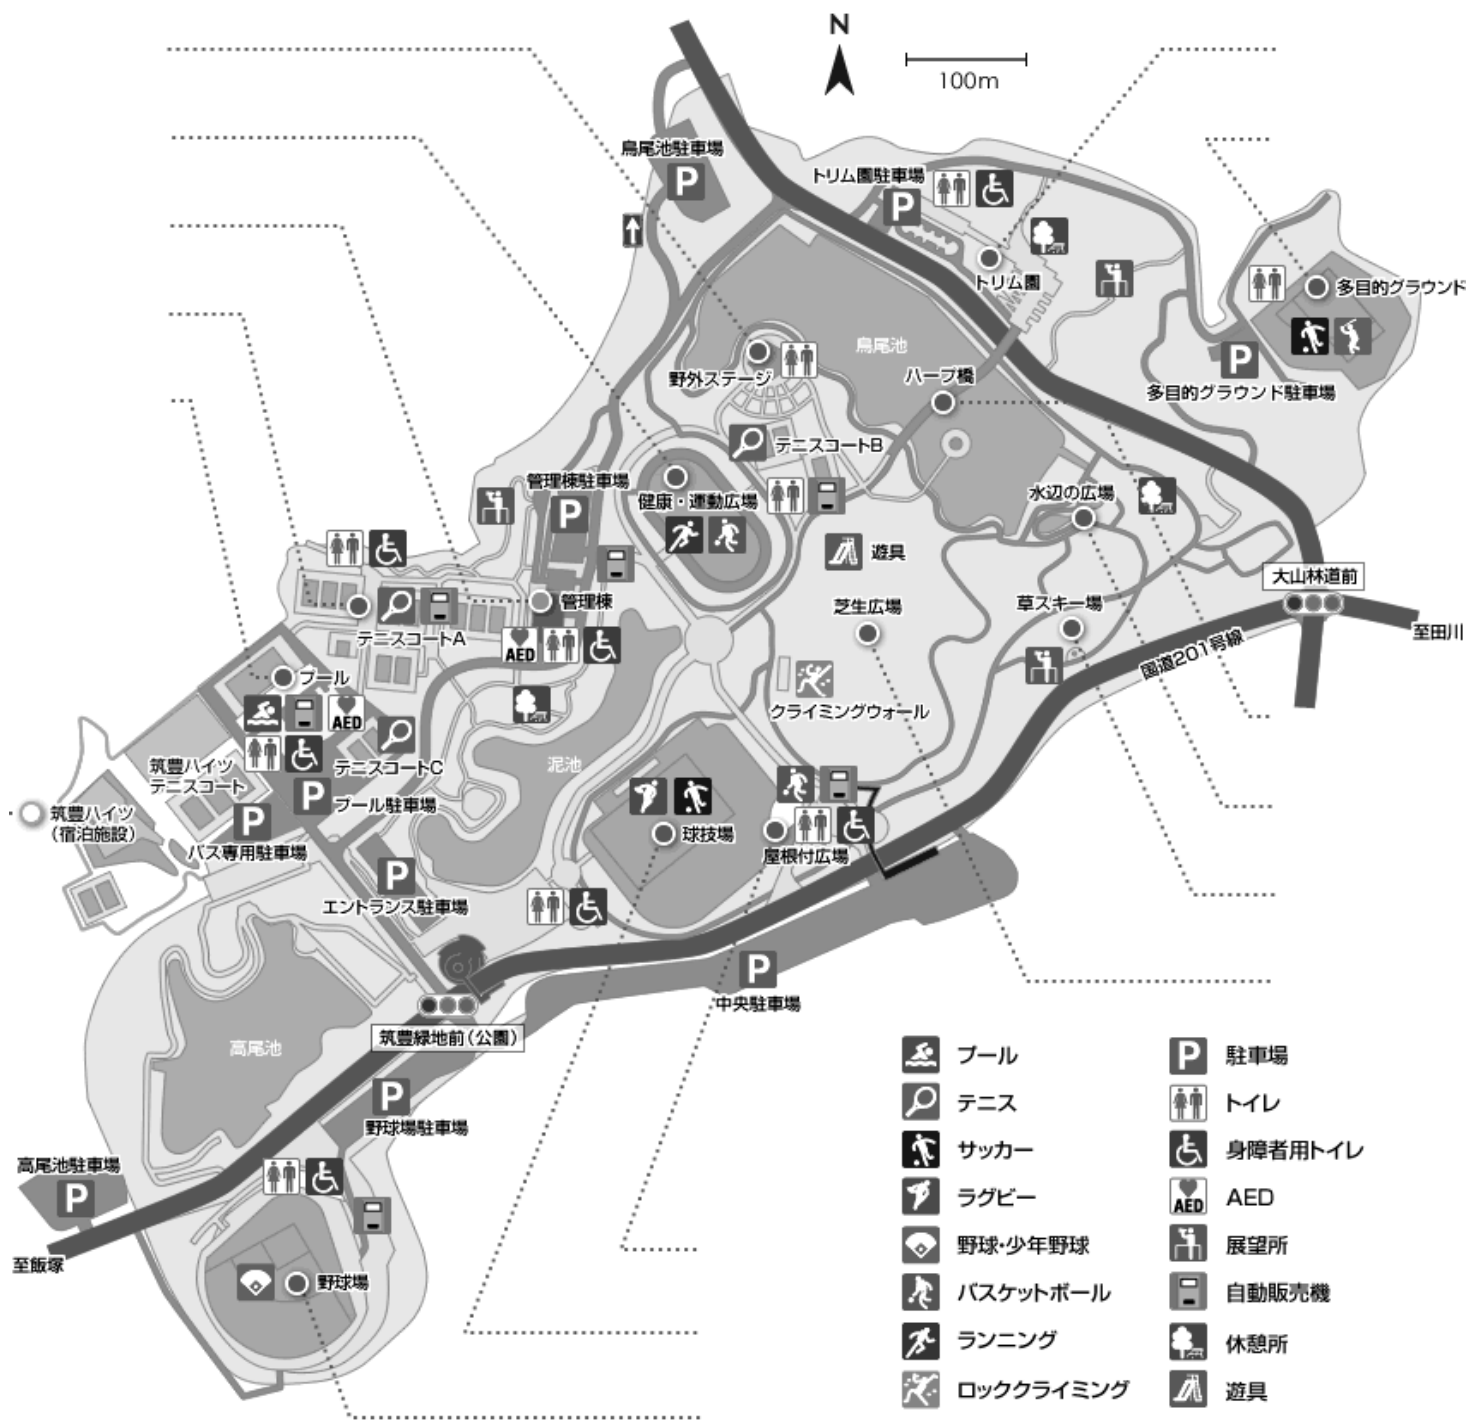 N
100m
鳥尾池駐車場
P
トリム園駐車場
P
トリム園
多目的グラウンド
P
多目的グラウンド駐車場
鳥尾池
野外ステージ
ハープ橋
テニスコートB
管理棟駐車場
P
健康・運動広場
水辺の広場
遊具
大山林道前
管理棟
芝生広場
草スキー場
至田川
国道201号線
テニスコートA
AED
プール
AED
クライミングウォール
テニスコートC
泥池
筑豊ハイツ
テニスコート
P
プール駐車場
筑豊ハイツ
(宿泊施設)
P
バス専用駐車場
球技場
屋根付広場
P
エントランス駐車場
P
中央駐車場
筑豊緑地前(公園)
高尾池
P
野球場駐車場
高尾池駐車場
P
至飯塚
野球場
プール
テニス
サッカー
ラグビー
野球・少年野球
バスケットボール
ランニング
ロッククライミング
P
駐車場
トイレ
身障者用トイレ
AED
AED
展望所
自動販売機
休憩所
遊具